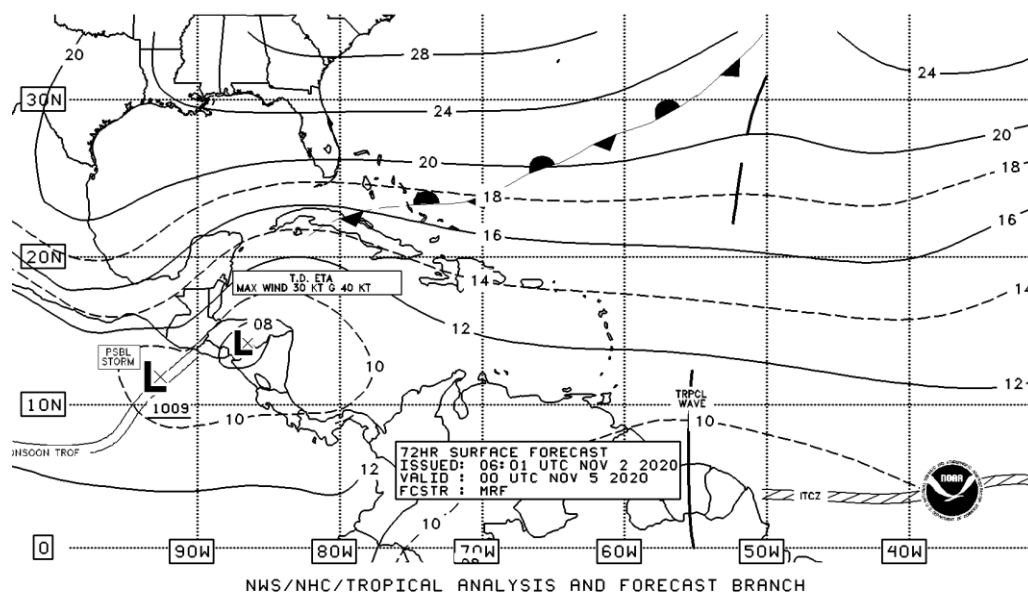 20
28
24
24
30N
20
20
18
18
16
16
20N
T.D. ETA
MAX WIND 30 KT G 40 KT
14
14
08
12
PSBL
STORM
10
12
TRPCL
WAVE
10N
1009
10
10
MONSOON TROF
12
72HR SURFACE FORECAST
ISSUED: 06:01 UTC NOV 2 2020
VALID : 00 UTC NOV 5 2020
FCSTR : MRF
NOAA
ITCZ
10
0
90W
80W
70W
60W
50W
40W
NWS/NHC/TROPICAL ANALYSIS AND FORECAST BRANCH